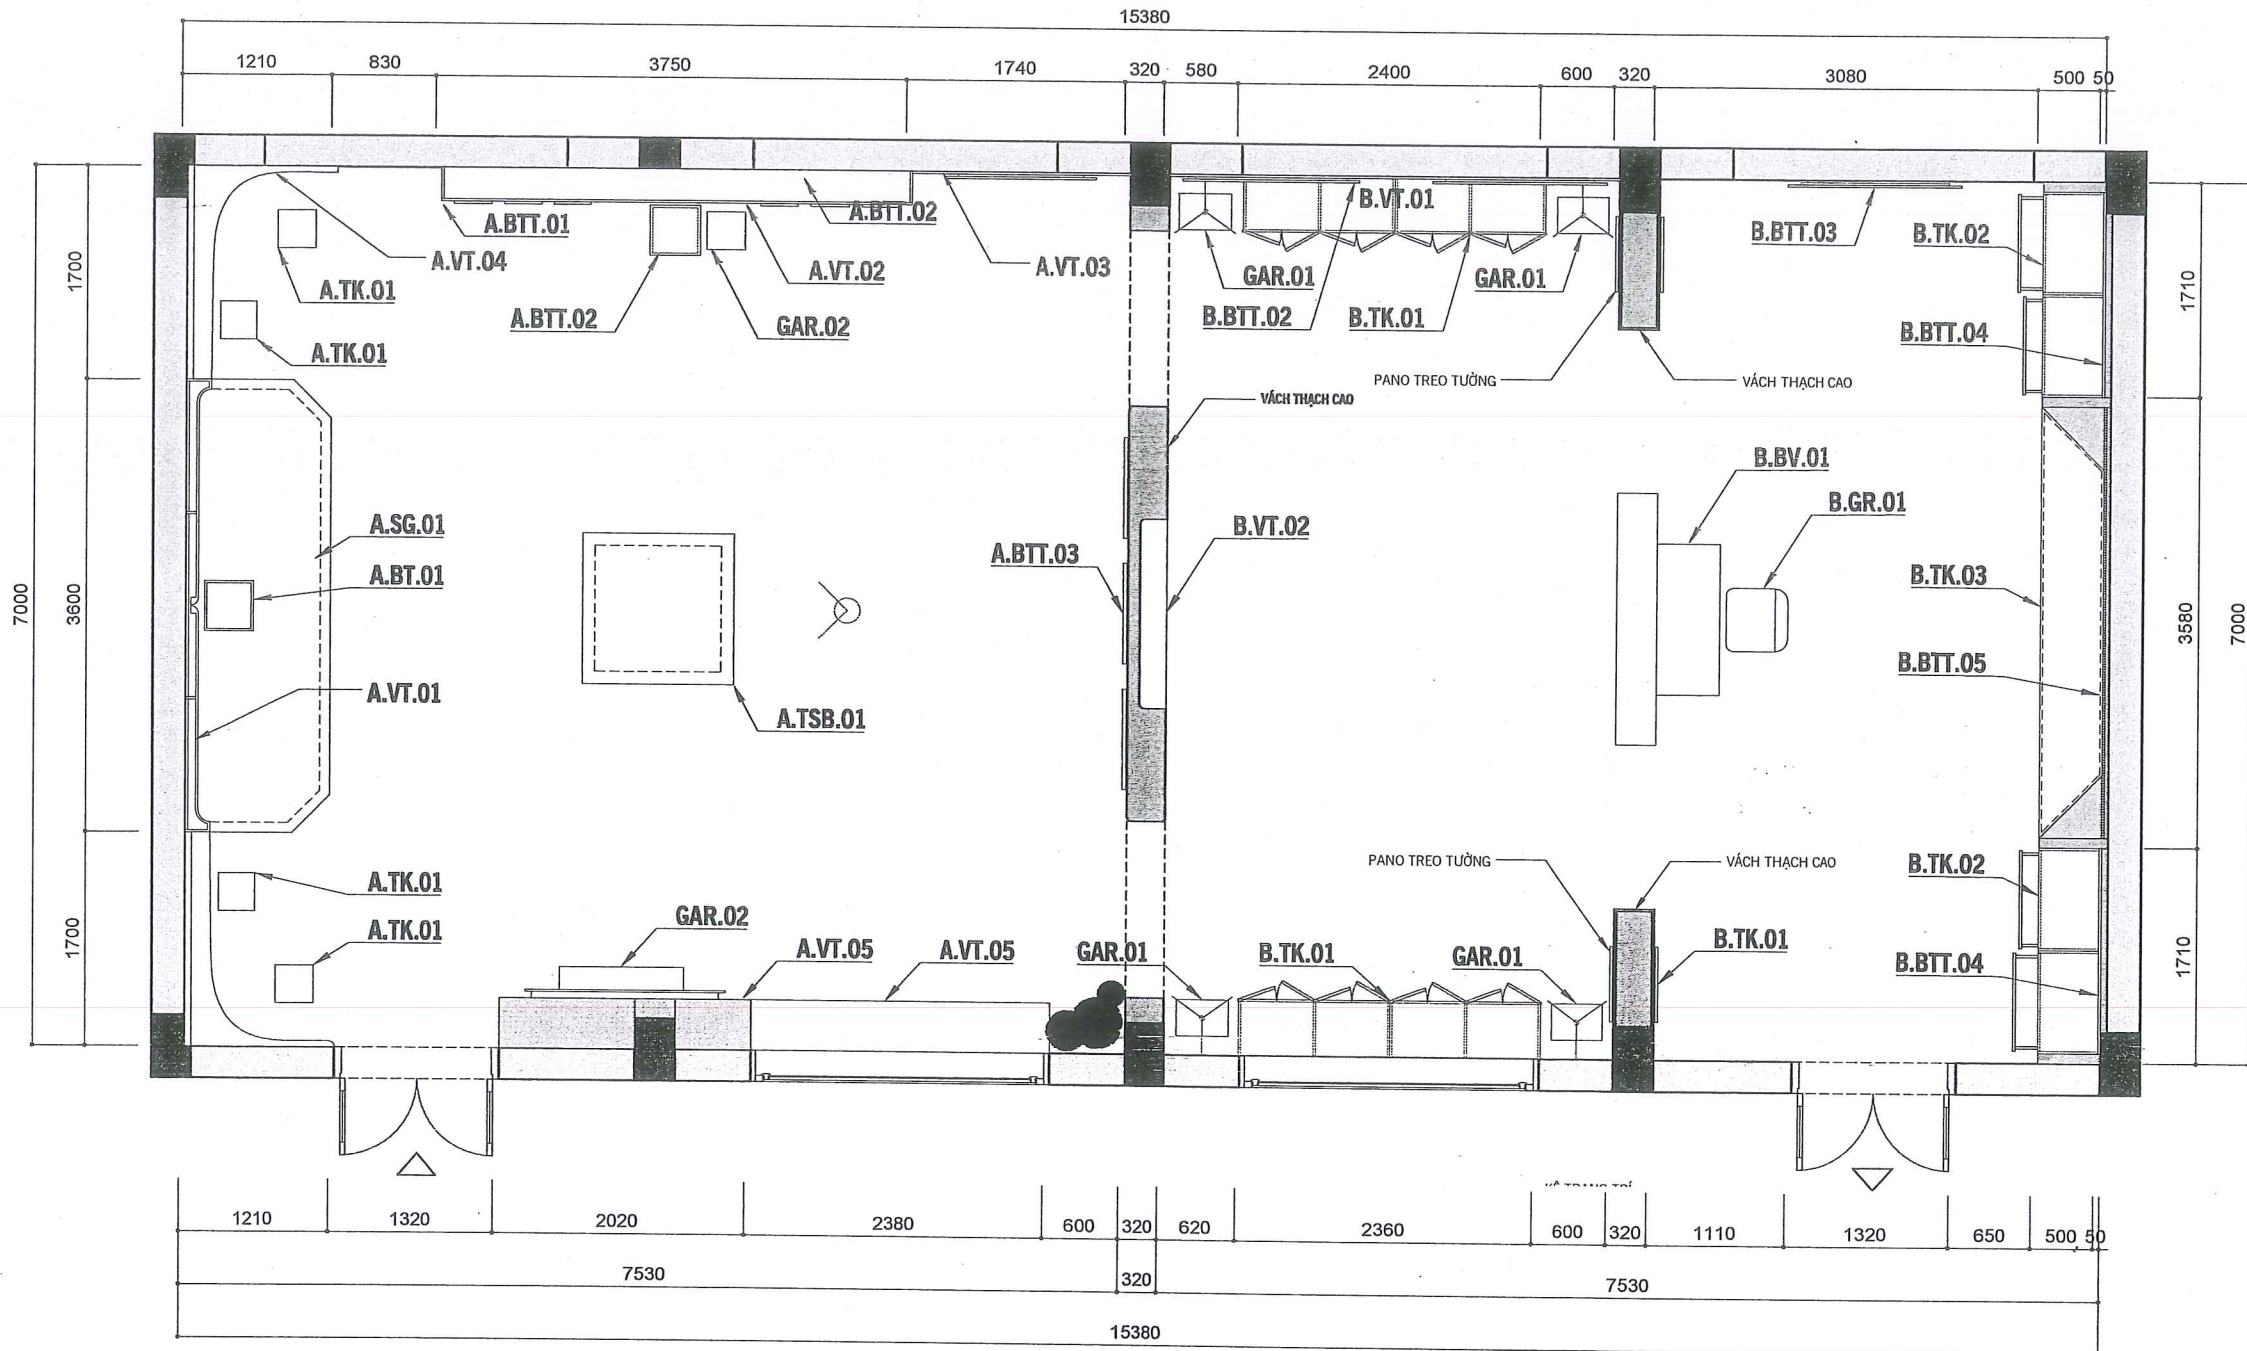 15380
1210 830 3750 1740 320 580 2400 600 320 3080 500 50
A.BTT.01
A.BTT.02
A.VT.04
A.TK.01
A.BTT.02
GAR.02
A.VT.02
A.VT.03
A.TK.01
B.VT.01
GAR.01
GAR.01
B.BTT.02
B.TK.01
B.BTT.03
B.TK.02
B.BTT.04
PANO TREO TƯỜNG
VÁCH THẠCH CAO
VÁCH THẠCH CAO
1700
3600
1700
7000
1710
3580
1710
7000
A.SG.01
A.BT.01
A.VT.01
A.TSB.01
A.BTT.03
B.VT.02
B.BV.01
B.GR.01
B.TK.03
B.BTT.05
PANO TREO TƯỜNG
VÁCH THẠCH CAO
B.TK.02
A.TK.01
A.TK.01
GAR.02
A.VT.05
A.VT.05
GAR.01
B.TK.01
GAR.01
B.TK.01
B.BTT.04
1210 1320 2020 2380 600 320 620 2360 600 320 1110 1320 650 500 50
7530 320 7530
15380